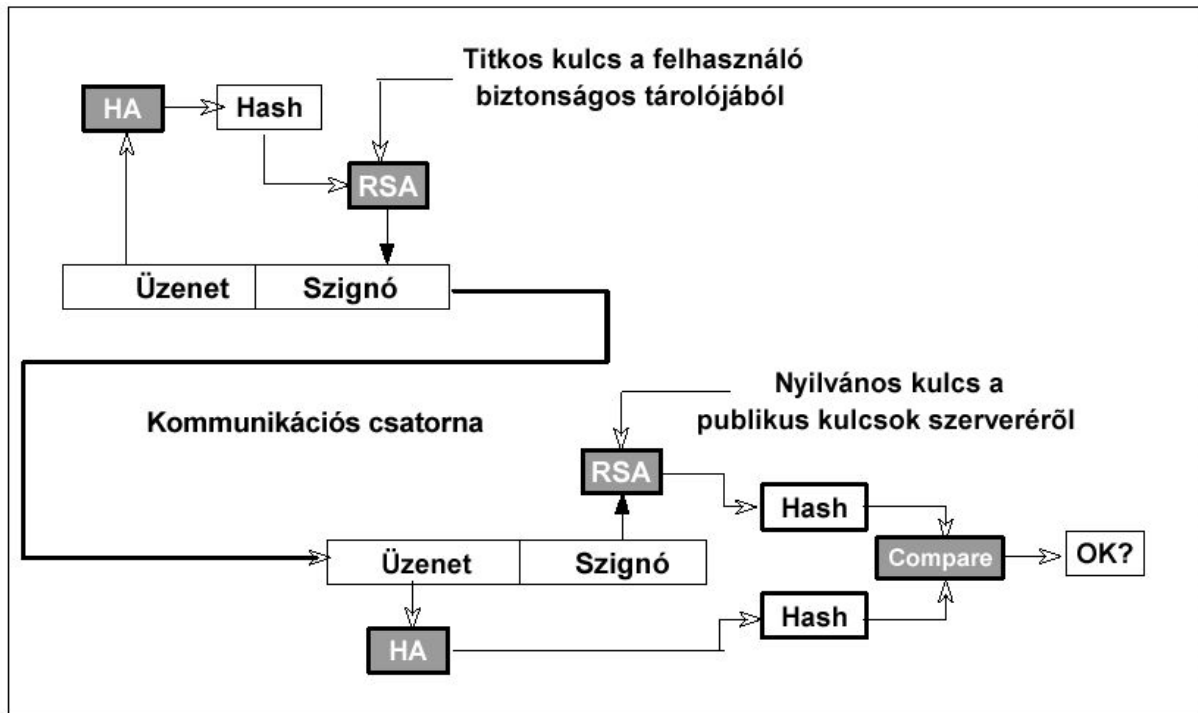 Titkos kulcs a felhasználó
biztonságos tárolójából
HA
Hash
RSA
Üzenet
Szignó
Kommunikációs csatorna
Nyilvános kulcs a
publikus kulcsok szerverérõl
RSA
Hash
Compare
OK?
Üzenet
Szignó
Hash
HA